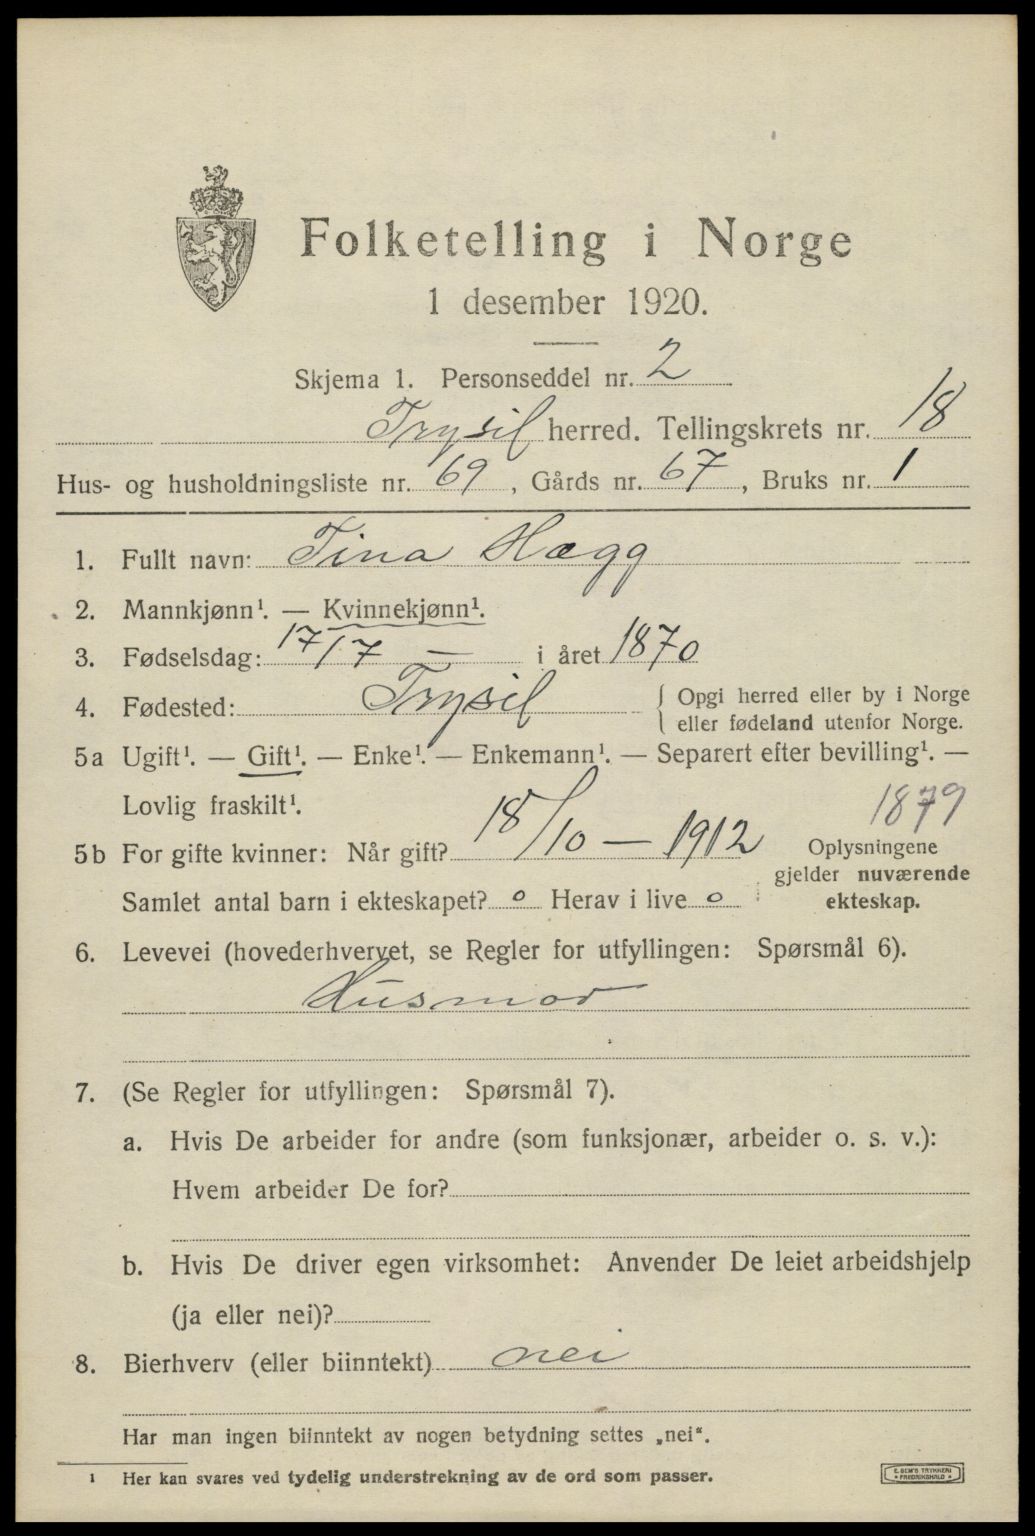 Folketelling i Norge
1 desember 1920.
Skjema 1. Personseddel nr. 2
Trysil herred. Tellingskrets nr. 18
Hus- og husholdningsliste nr. 69, Gårds nr. 67, Bruks nr. 1
1. Fullt navn: Tina Hægg
2. Mannkjønn¹. — Kvinnekjønn¹.
3. Fødselsdag: 17/7 — i året 1870
4. Fødested: Trysil { Opgi herred eller by i Norge
eller fødeland utenfor Norge.
5a Ugift¹. — Gift¹. — Enke¹. — Enkemann¹. — Separert efter bevilling¹. —
Lovlig fraskilt¹. 1879
5b For gifte kvinner: Når gift? 18/10 — 1912 Oplysningene
gjelder nuværende
Samlet antal barn i ekteskapet? 0 Herav i live 0 ekteskap.
6. Levevei (hovederhvervet, se Regler for utfyllingen: Spørsmål 6).
Husmor
7. (Se Regler for utfyllingen: Spørsmål 7).
a. Hvis De arbeider for andre (som funksjonær, arbeider o. s. v.):
Hvem arbeider De for?
b. Hvis De driver egen virksomhet: Anvender De leiet arbeidshjelp
(ja eller nei)?
8. Bierhverv (eller biinntekt) nei
Har man ingen biinntekt av nogen betydning settes „nei“.
¹ Her kan svares ved tydelig understrekning av de ord som passer.
E. SEM'S TRYKKERI
FREDRIKSHALD